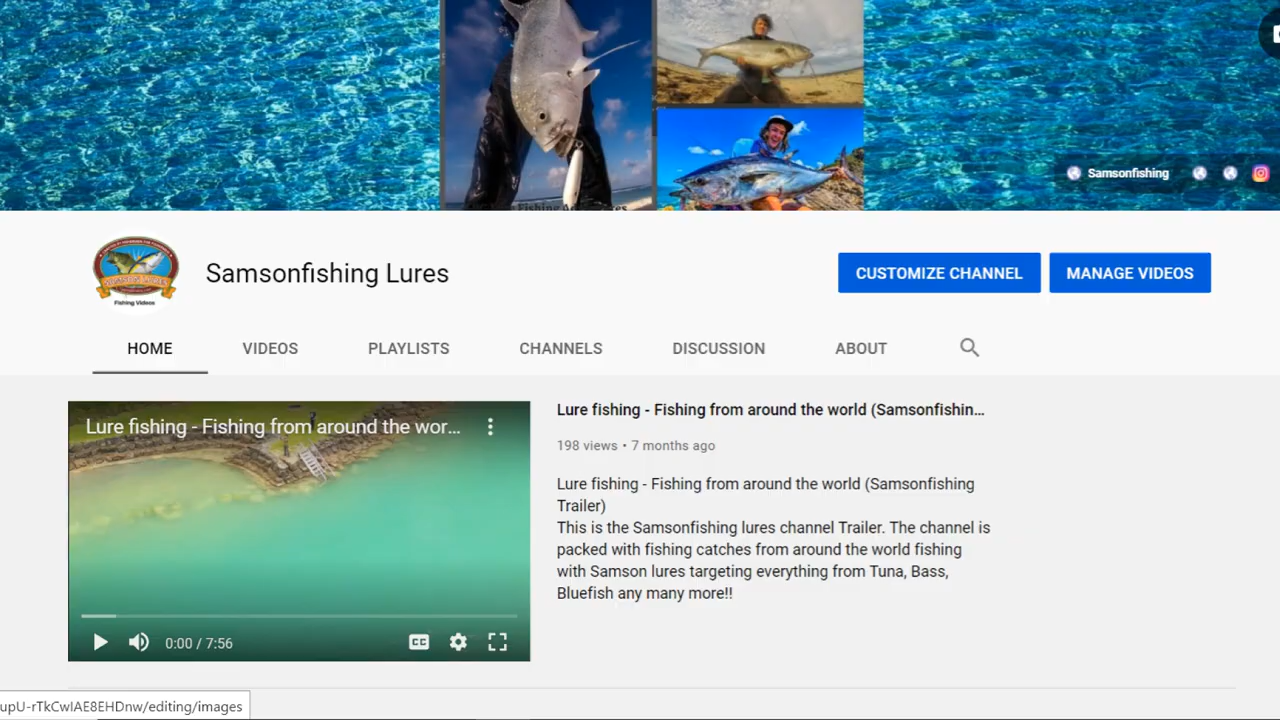 Samsonfishing
Samsonfishing Lures
Fishing Videos
CUSTOMIZE CHANNEL
MANAGE VIDEOS
HOME
VIDEOS
PLAYLISTS
CHANNELS
DISCUSSION
ABOUT
Lure fishing - Fishing from around the wor...
0:00 / 7:56
CC
Lure fishing - Fishing from around the world (Samsonfishin...
198 views • 7 months ago
Lure fishing - Fishing from around the world (Samsonfishing
Trailer)
This is the Samsonfishing lures channel Trailer. The channel is
packed with fishing catches from around the world fishing
with Samson lures targeting everything from Tuna, Bass,
Bluefish any many more!!
upU-rTkCwIAE8EHDnw/editing/images